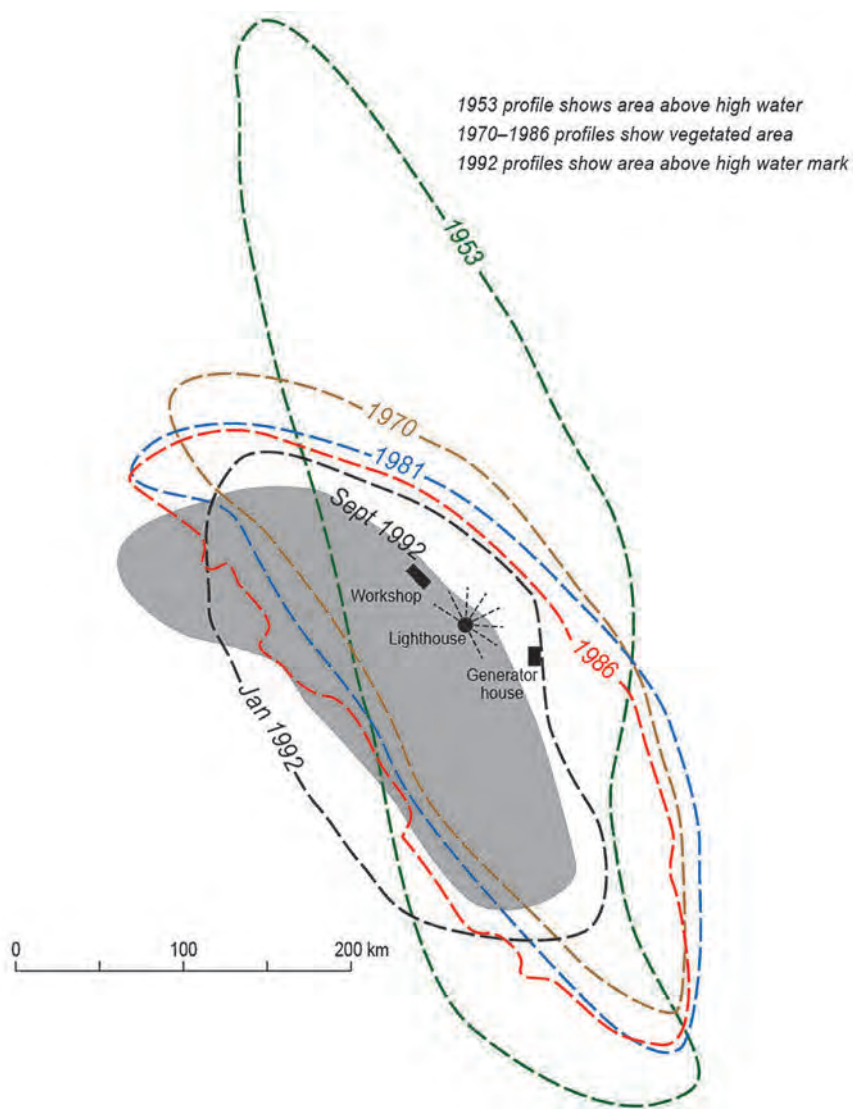 1953 profile shows area above high water
1970–1986 profiles show vegetated area
1992 profiles show area above high water mark
1953
1970
1981
Sept 1992
Workshop
Lighthouse
1986
Generator
house
Jan 1992
0 100 200 km